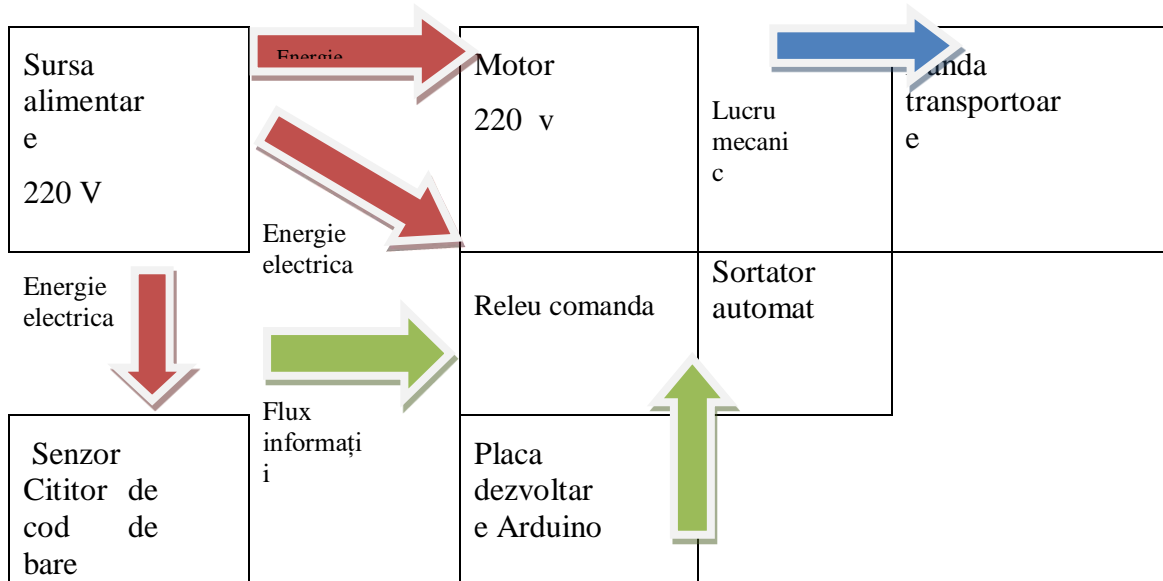 Sursa
alimentar
e
220 V
Energie
Motor
220 v
Lucru
mecani
c
transportoar
e
Energie
electrica
Energie
electrica
Releu comanda
Sortator
automat
Flux
informați
i
Senzor
Cititor de
cod de
bare
Placa
dezvoltar
e Arduino